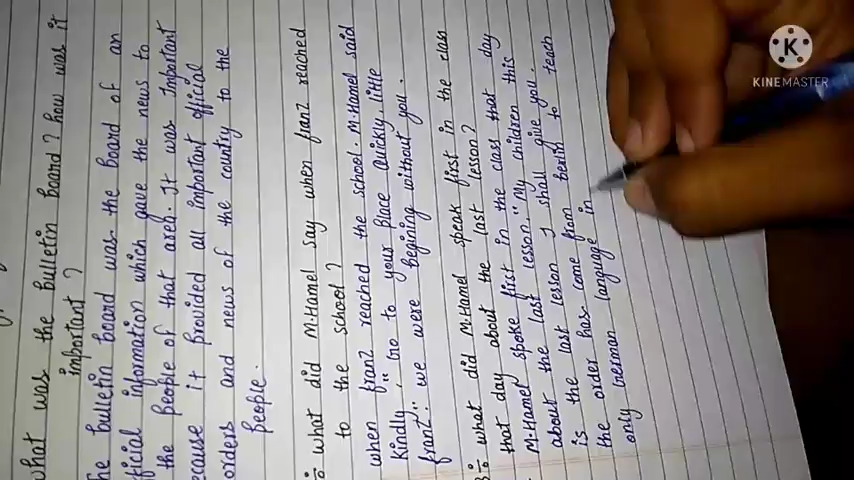 what was the bulletin board? how was it
important?
he bulletin board was the board of an
ficial information which gave the news to
the people of that area. It was Important
ecause it provided all important official
orders and news of the country to the
people.
what did M.Hamel say when franz reached
to the school?
when franz reached the school. M.Hamel said
kindly, "Go to your place quickly little
franz": we were begining without you.
what did M.Hamel speak first in the class
that day about the last lesson?
M.Hamel spoke first in the class that day
about the last lesson, "My children this
is the last lesson I shall give you.
the order hase come from berlin to teach
only German language in
KINEMASTER